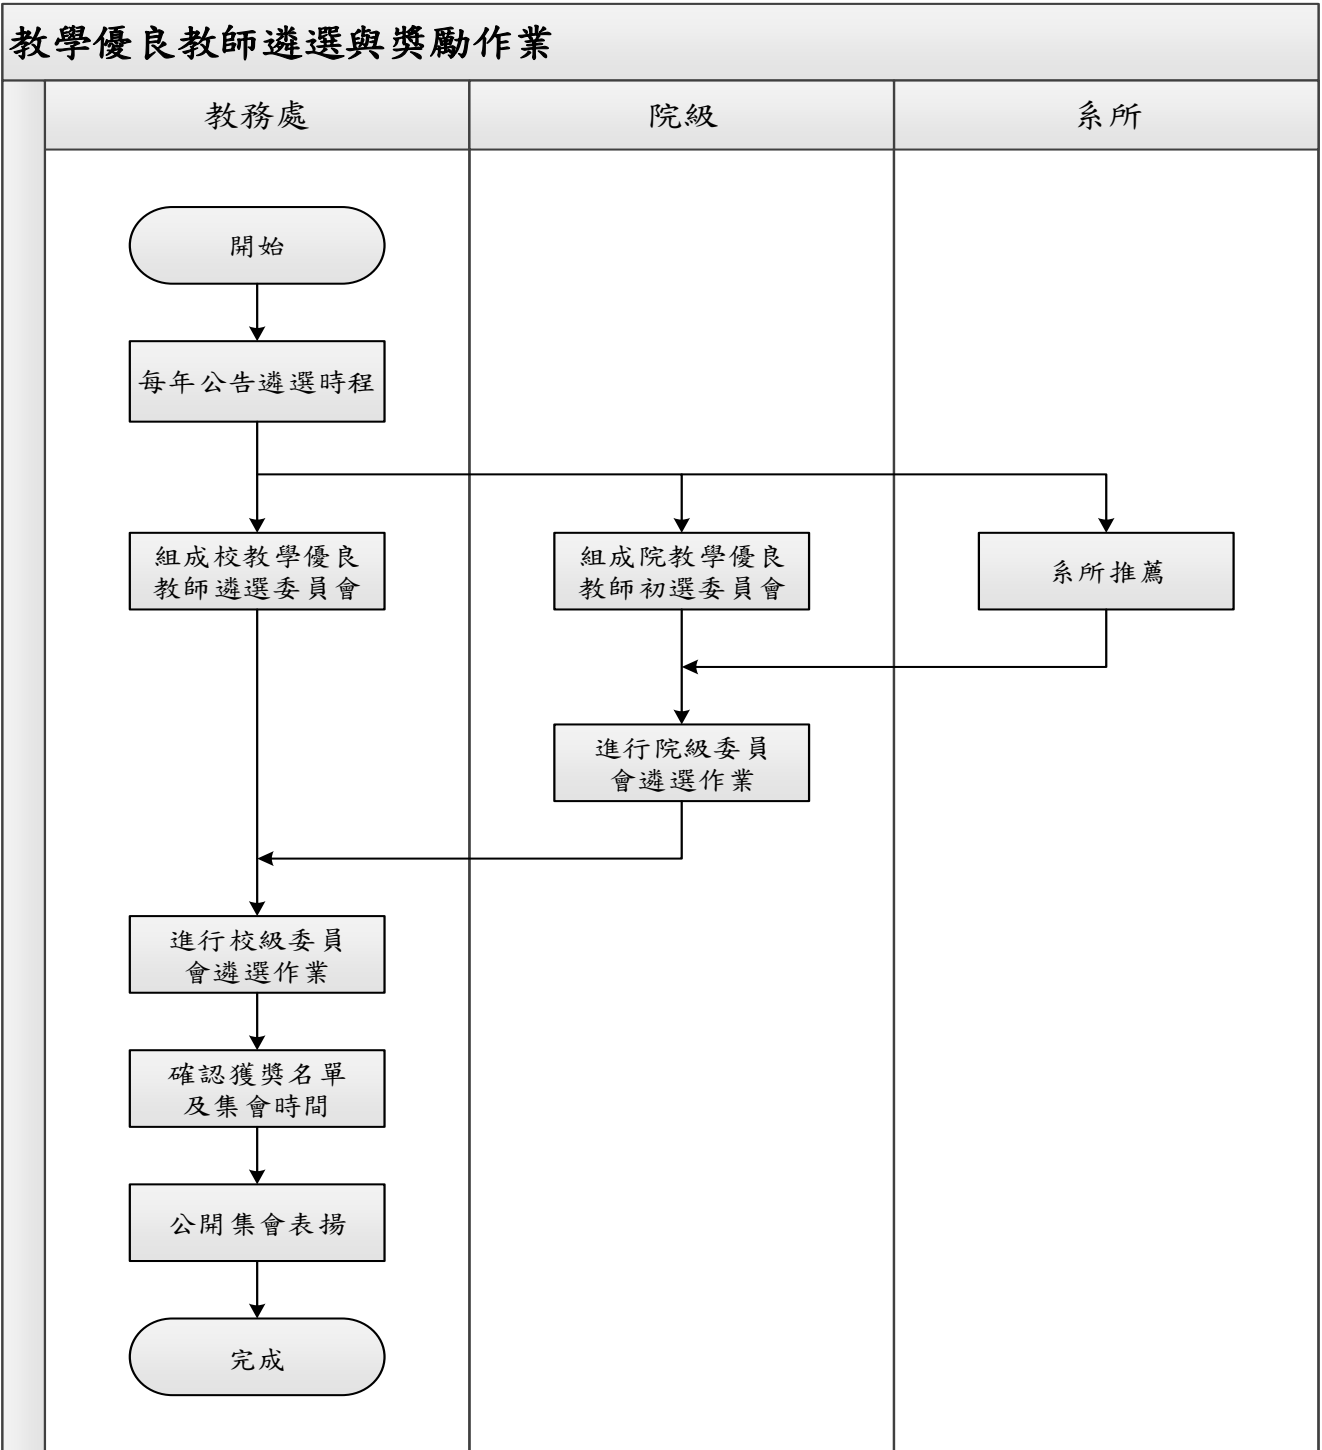 教學優良教師遴選與獎勵作業
教務處
院級
系所
開始
每年公告遴選時程
組成校教學優良
教師遴選委員會
組成院教學優良
教師初選委員會
系所推薦
進行院級委員
會遴選作業
進行校級委員
會遴選作業
確認獲獎名單
及集會時間
公開集會表揚
完成